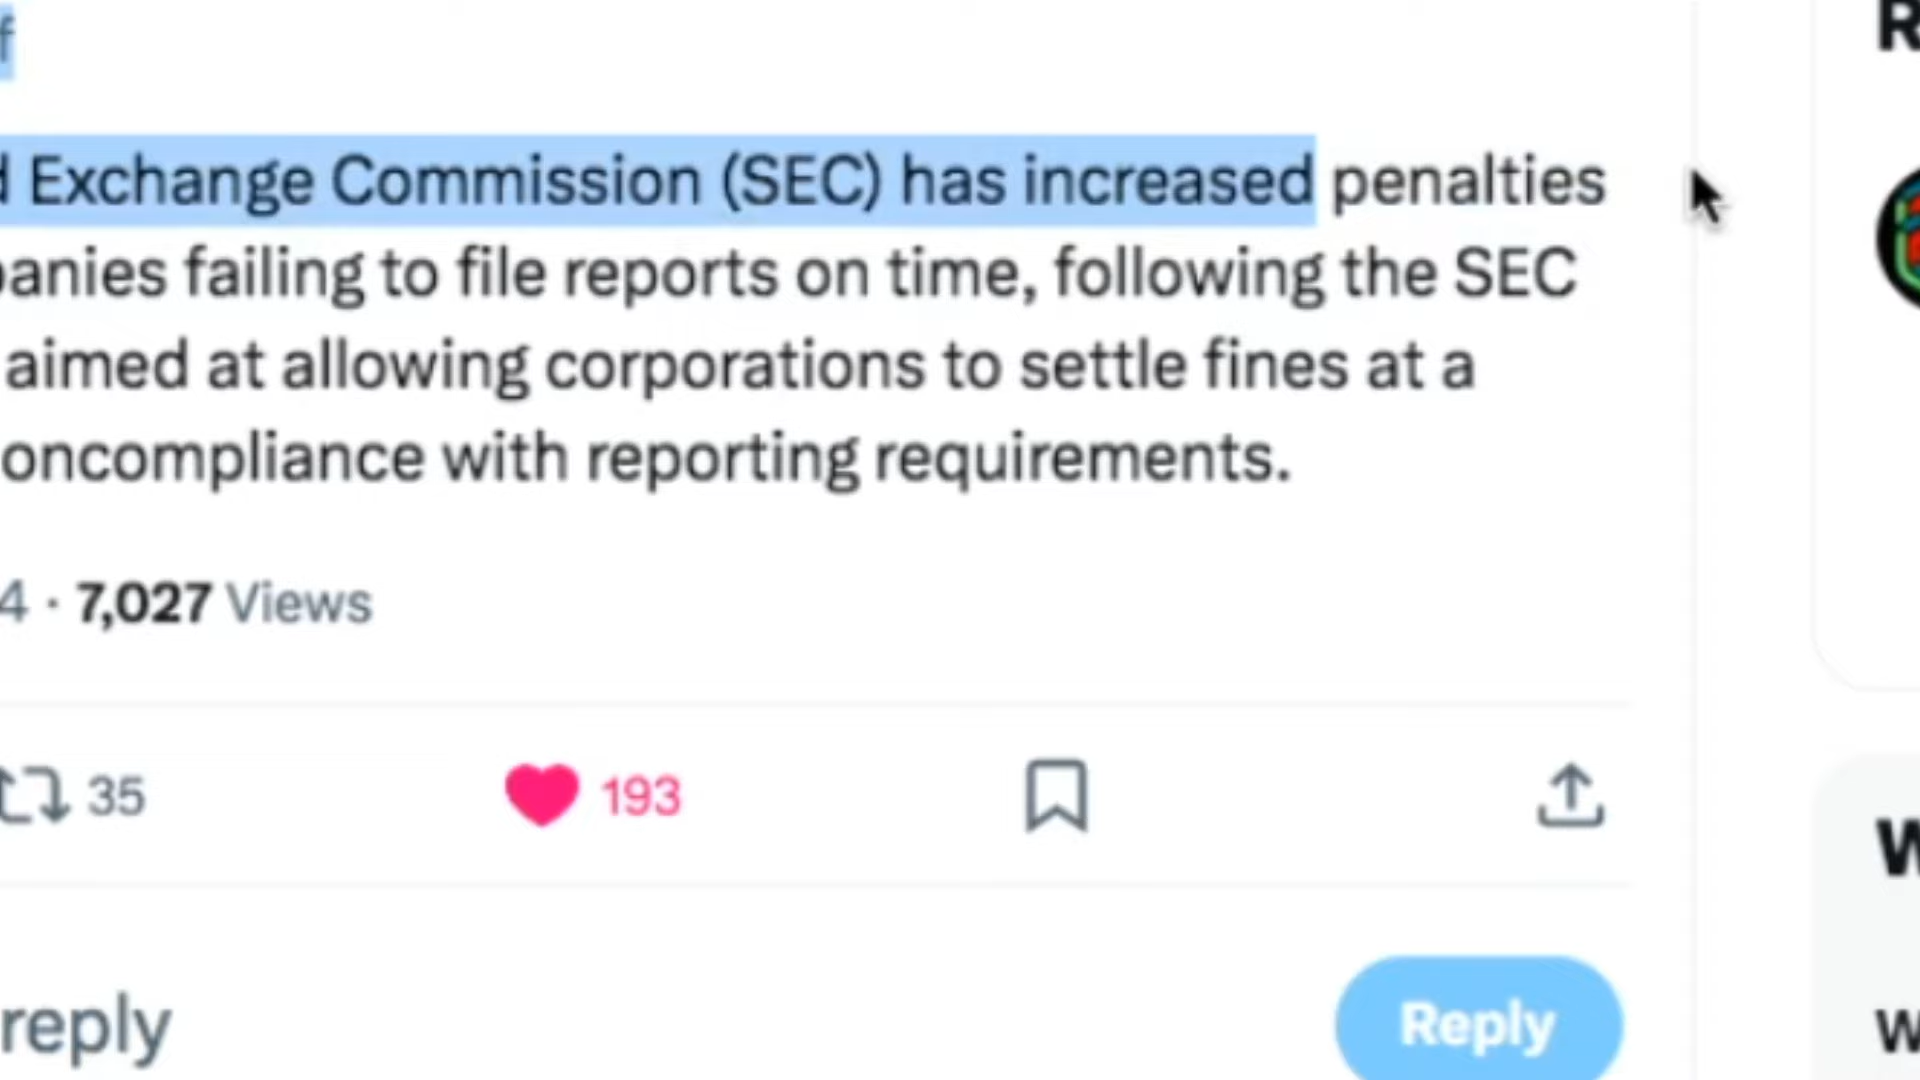 f
d Exchange Commission (SEC) has increased penalties
panies failing to file reports on time, following the SEC
aimed at allowing corporations to settle fines at a
oncompliance with reporting requirements.
4 · 7,027 Views
35 193
reply Reply
R
W
W